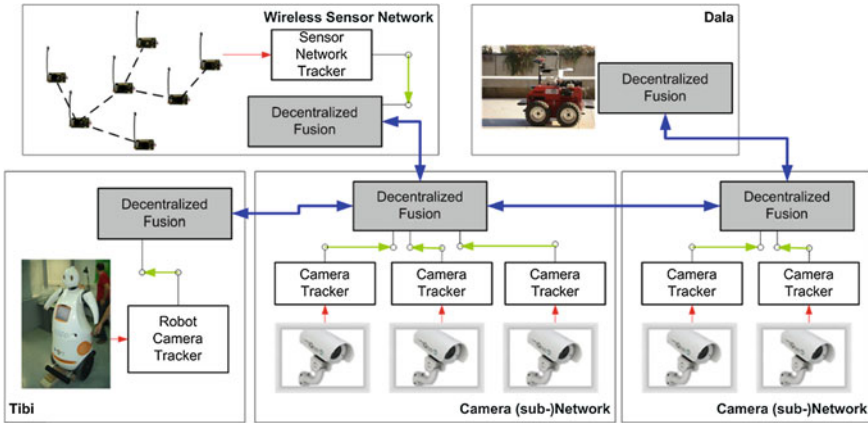 Wireless Sensor Network
Sensor
Network
Tracker
Decentralized
Fusion
Dala
Decentralized
Fusion
Decentralized
Fusion
Robot
Camera
Tracker
Tibi
Decentralized
Fusion
Camera
Tracker
Camera
Tracker
Camera
Tracker
Camera (sub-)Network
Decentralized
Fusion
Camera
Tracker
Camera
Tracker
Camera (sub-)Network